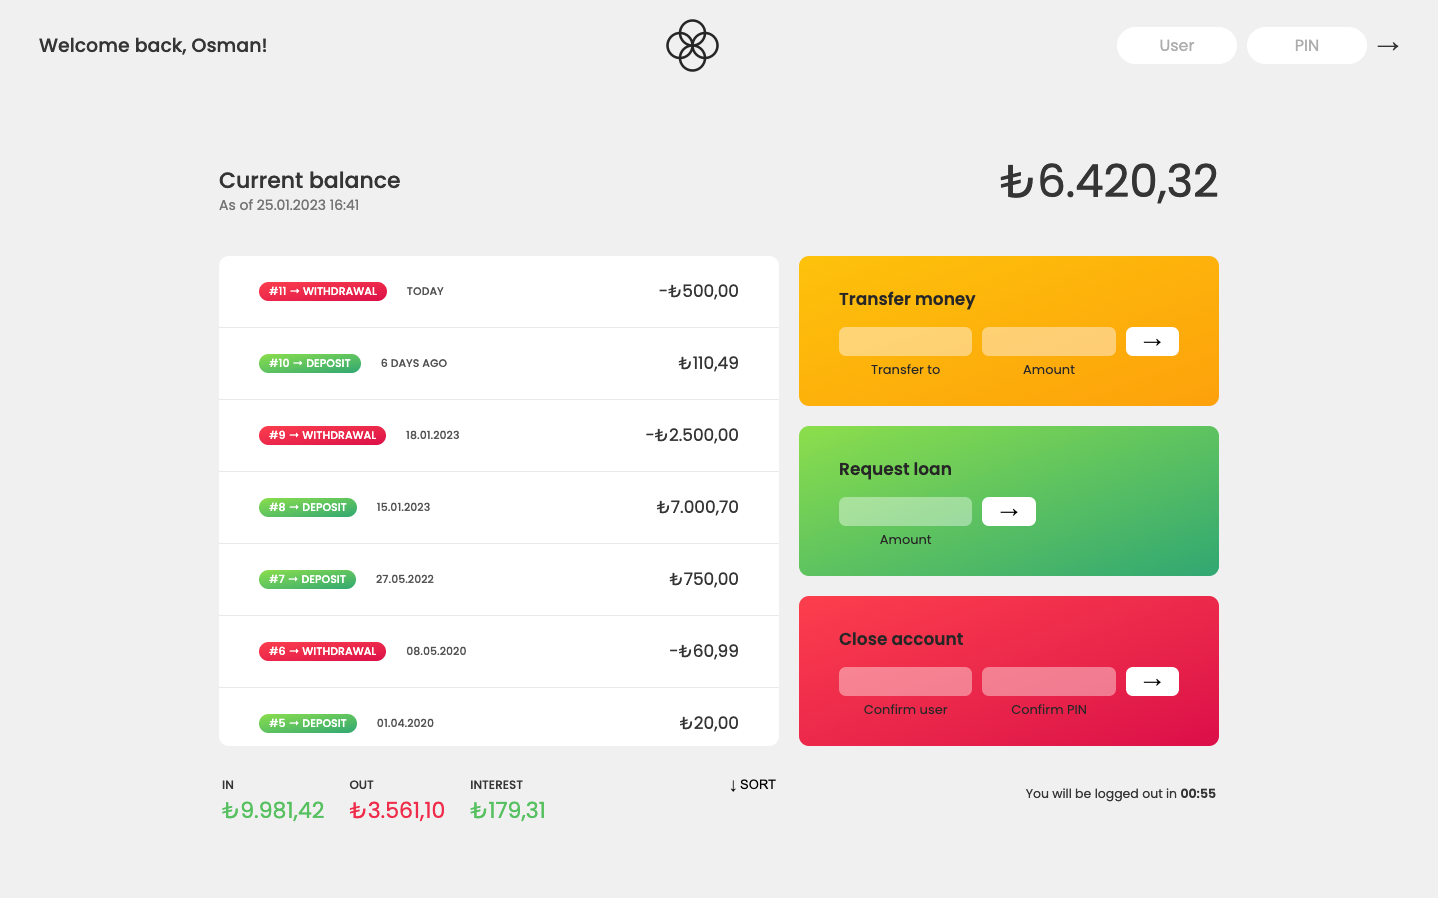 Welcome back, Osman!
User
PIN
→
Current balance
As of 25.01.2023 16:41
₺6.420,32
#11 → WITHDRAWAL TODAY -₺500,00
#10 → DEPOSIT 6 DAYS AGO ₺110,49
#9 → WITHDRAWAL 18.01.2023 -₺2.500,00
#8 → DEPOSIT 15.01.2023 ₺7.000,70
#7 → DEPOSIT 27.05.2022 ₺750,00
#6 → WITHDRAWAL 08.05.2020 -₺60,99
#5 → DEPOSIT 01.04.2020 ₺20,00
Transfer money
→
Transfer to Amount
Request loan
→
Amount
Close account
→
Confirm user Confirm PIN
IN ₺9.981,42
OUT ₺3.561,10
INTEREST ₺179,31
↓ SORT
You will be logged out in 00:55